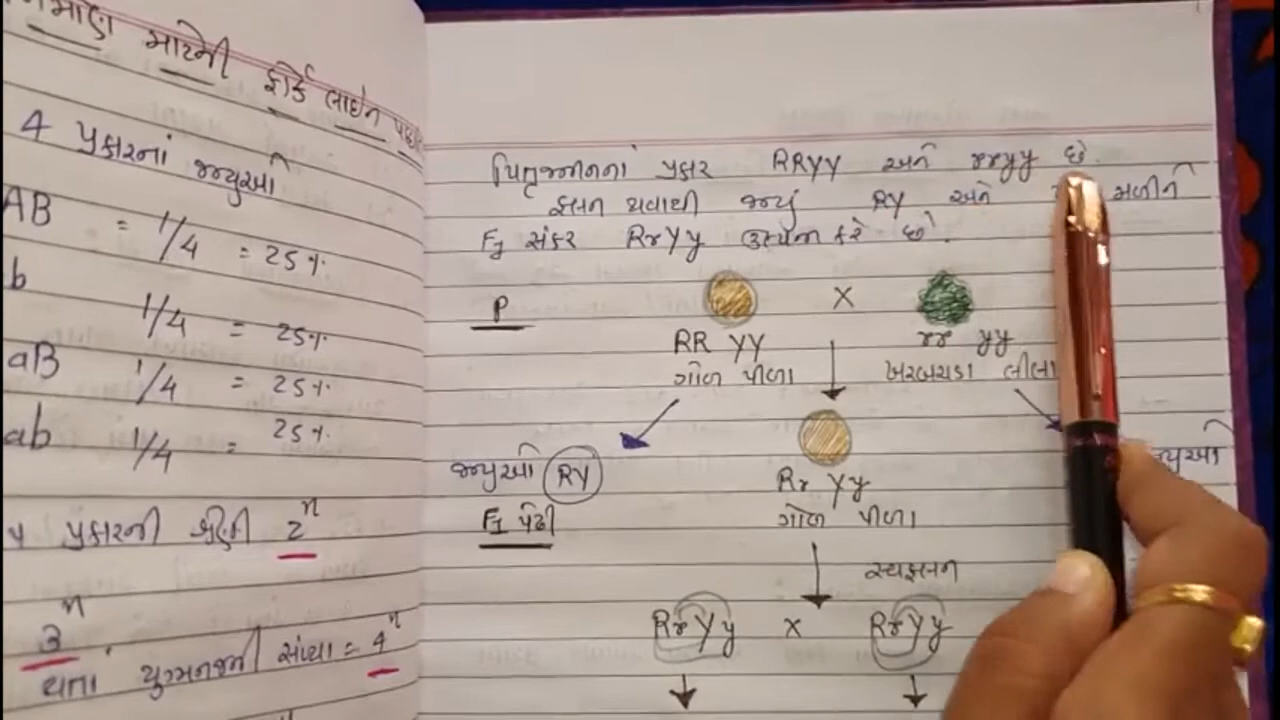 માટેની ફોર્ક લાઇન
4 પ્રકારનાં જન્યુઓ
AB = 1/4 = 25%
b 1/4 = 25%
aB 1/4 = 25%
ab 1/4 = 25%
પ્રકારની શ્રેણી 2ⁿ
3ⁿ
થતાં યુગ્મનજની સંખ્યા = 4ⁿ
પિતૃજનીનનાં પ્રકાર RRYY અને rryy છે.
ફલન થવાથી જન્યું RY અને મળીને
F₁ સંકર RrYy ઉત્પન્ન કરે છે.
P X
RR YY rr yy
ગોળ પીળા ખરબચડા લીલા
જન્યુઓ RY
Rr Yy
F₁ પેઢી ગોળ પીળા
સ્વફલન
RrYy x RrYy